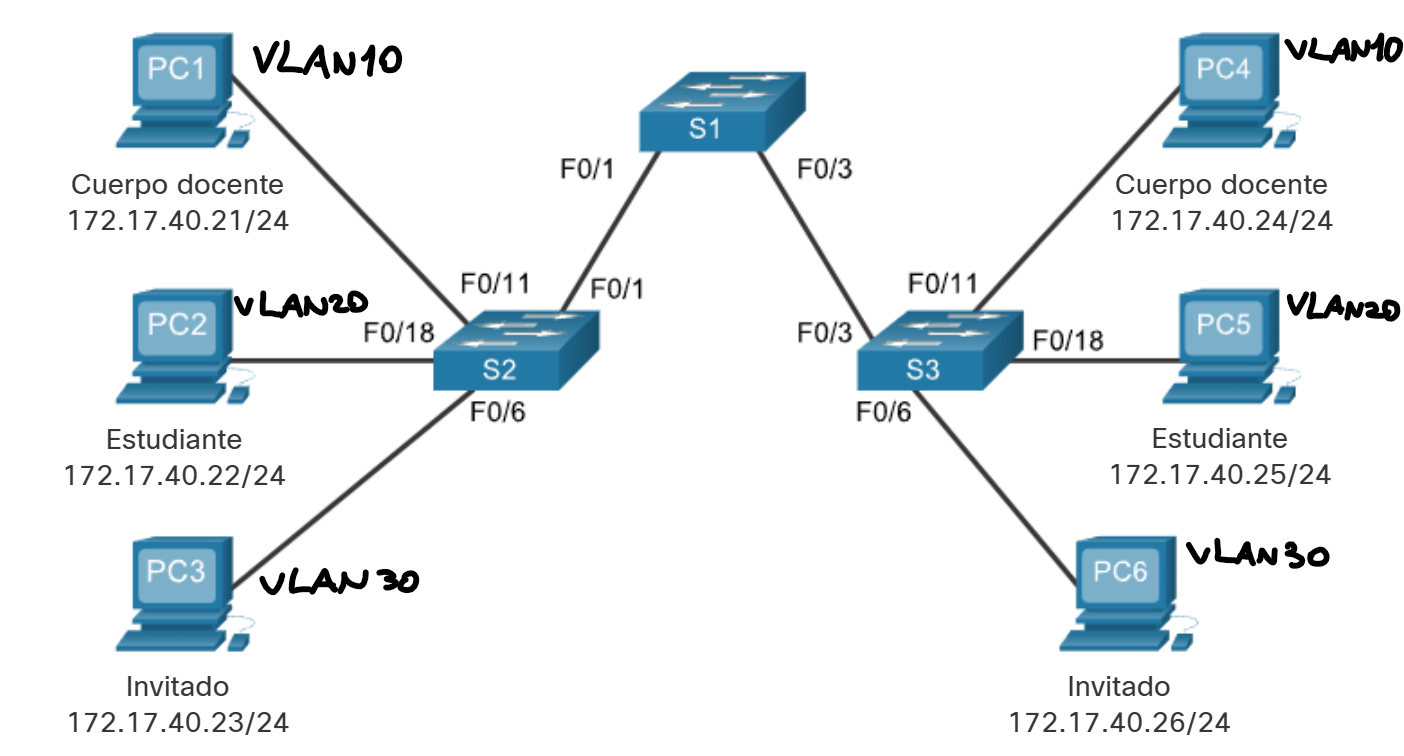 PC1
VLAN10
Cuerpo docente
172.17.40.21/24
PC2
VLAN20
Estudiante
172.17.40.22/24
PC3
VLAN30
Invitado
172.17.40.23/24
S1
F0/1
F0/3
F0/11
F0/1
F0/18
S2
F0/6
F0/3
F0/11
F0/18
S3
F0/6
PC4
VLAN10
Cuerpo docente
172.17.40.24/24
PC5
VLAN20
Estudiante
172.17.40.25/24
PC6
VLAN30
Invitado
172.17.40.26/24